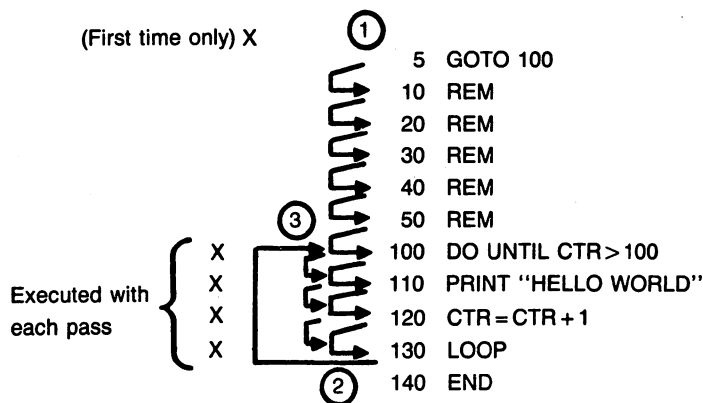 (First time only) X
1
5 GOTO 100
10 REM
20 REM
30 REM
40 REM
50 REM
3
X 100 DO UNTIL CTR>100
X 110 PRINT "HELLO WORLD"
Executed with
each pass
X 120 CTR=CTR+1
X 130 LOOP
2
140 END